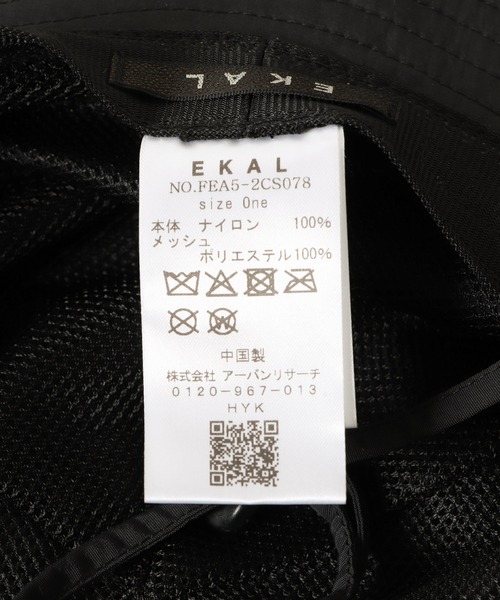 EKAL
EKAL
NO.FEA5-2CS078
size One
本体 ナイロン 100%
メッシュ
ポリエステル100%
中国製
株式会社 アーバンリサーチ
0120-967-013
HYK